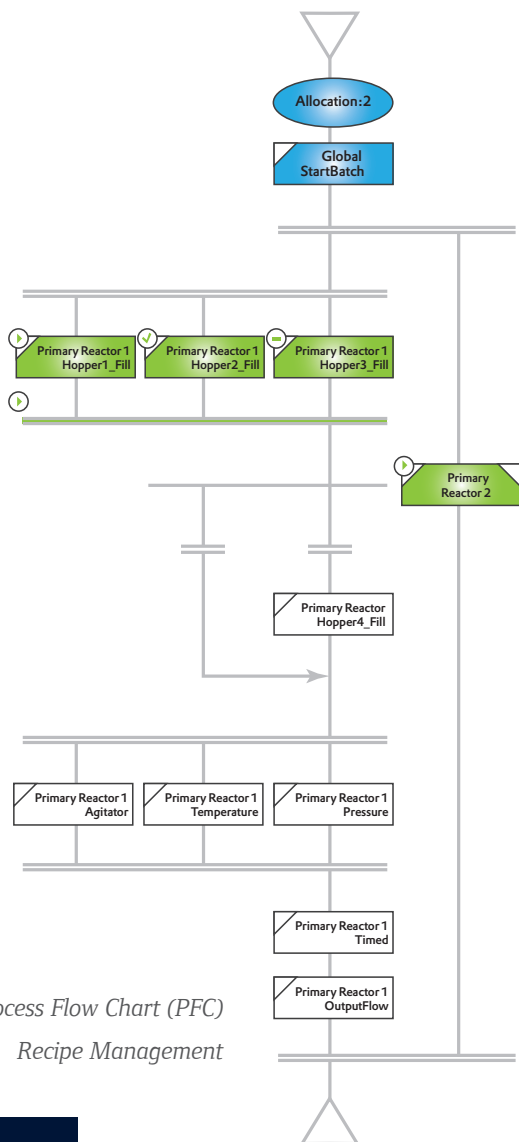 Allocation:2
Global
StartBatch
Primary Reactor 1
Hopper1_Fill
Primary Reactor 1
Hopper2_Fill
Primary Reactor 1
Hopper3_Fill
Primary
Reactor 2
Primary Reactor
Hopper4_Fill
Primary Reactor 1
Agitator
Primary Reactor 1
Temperature
Primary Reactor 1
Pressure
Primary Reactor 1
Timed
Primary Reactor 1
OutputFlow
Flow Chart (PFC)
Recipe Management